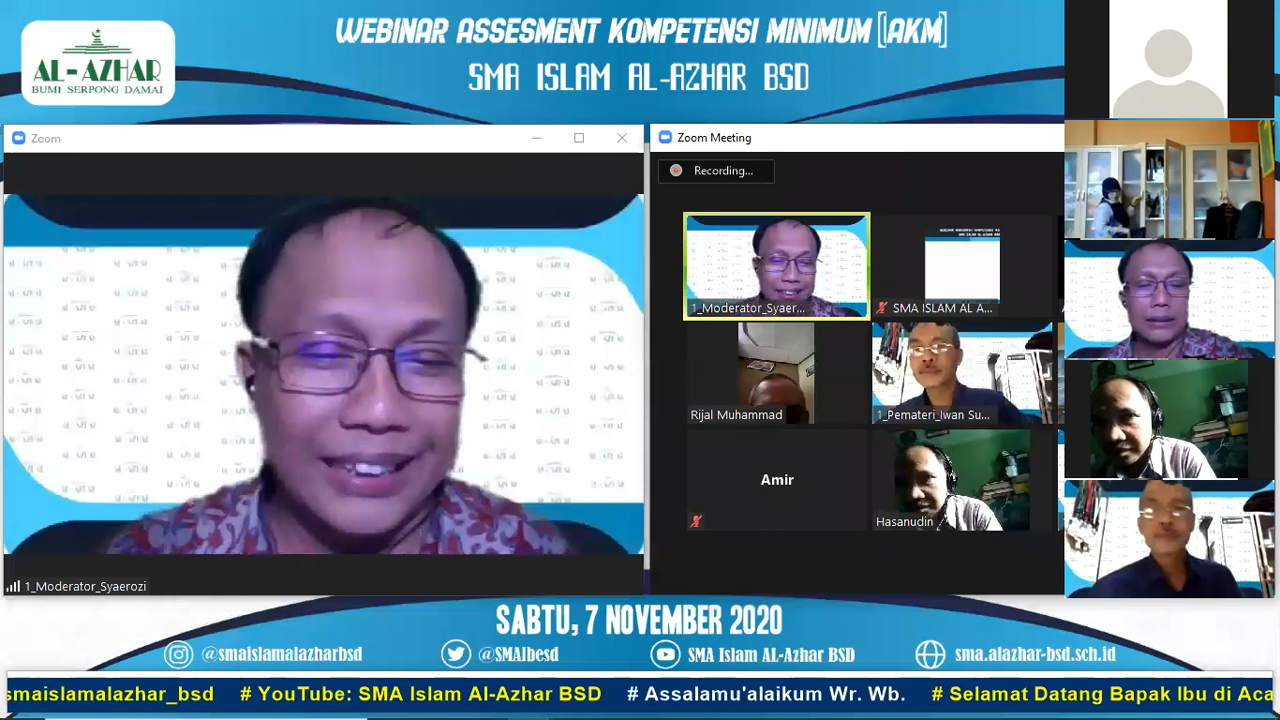 WEBINAR ASSESMENT KOMPETENSI MINIMUM [AKM]
SMA ISLAM AL-AZHAR BSD
AL-AZHAR
BUMI SERPONG DAMAI
Zoom
1_Moderator_Syaerozi
Zoom Meeting
Recording...
1_Moderator_Syaer...
SMA ISLAM AL A...
Rijal Muhammad
1_Pemateri_Iwan Su...
Amir
Hasanudin
SABTU, 7 NOVEMBER 2020
@smaislamalazharbsd
@SMAIbesd
SMA Islam AL-Azhar BSD
sma.alazhar-bsd.sch.id
smaislamalazhar_bsd # YouTube: SMA Islam Al-Azhar BSD # Assalamu'alaikum Wr. Wb. # Selamat Datang Bapak Ibu di Aca